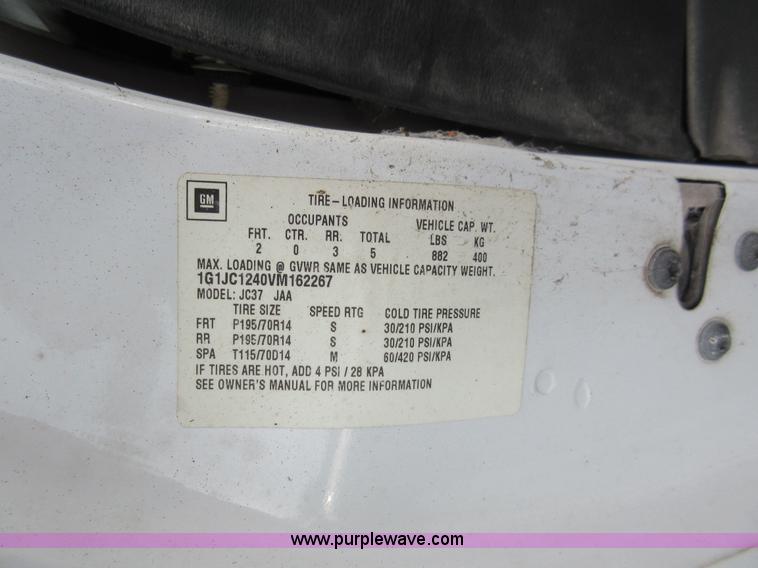 GM
TIRE-LOADING INFORMATION
OCCUPANTS VEHICLE CAP. WT.
FRT. CTR. RR. TOTAL LBS KG
2 0 3 5 882 400
MAX. LOADING @ GVWR SAME AS VEHICLE CAPACITY WEIGHT.
1G1JC1240VM162267
MODEL: JC37 JAA
TIRE SIZE SPEED RTG COLD TIRE PRESSURE
FRT P195/70R14 S 30/210 PSI/KPA
RR P195/70R14 S 30/210 PSI/KPA
SPA T115/70D14 M 60/420 PSI/KPA
IF TIRES ARE HOT, ADD 4 PSI / 28 KPA
SEE OWNER'S MANUAL FOR MORE INFORMATION
www.purplewave.com